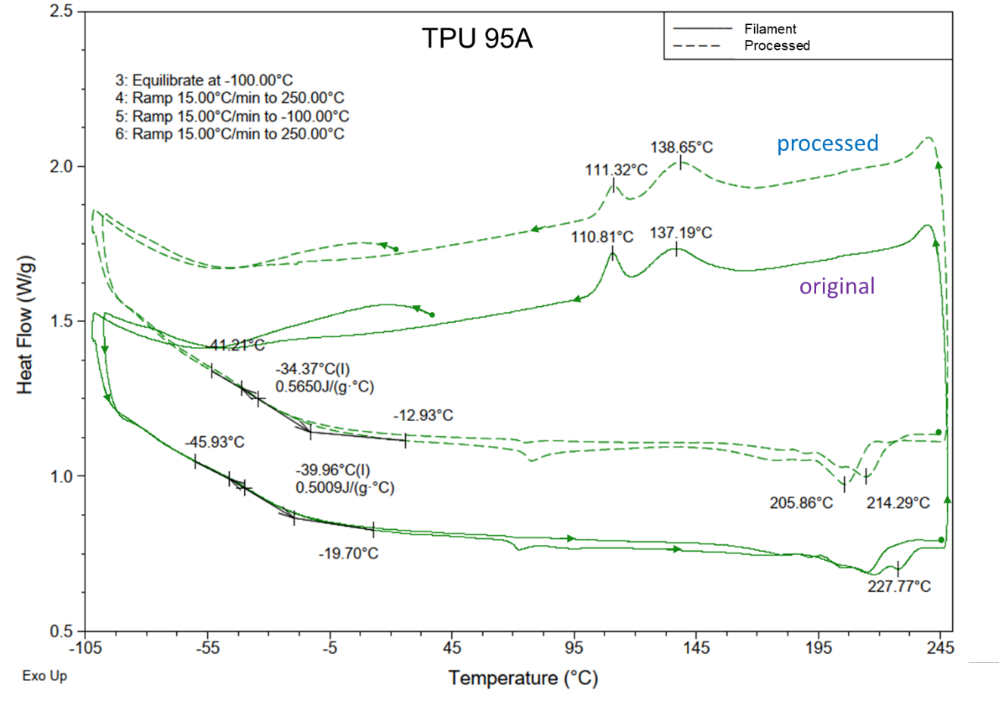 TPU 95A
Filament
Processed
3: Equilibrate at -100.00°C
4: Ramp 15.00°C/min to 250.00°C
5: Ramp 15.00°C/min to -100.00°C
6: Ramp 15.00°C/min to 250.00°C
processed
138.65°C
111.32°C
110.81°C
137.19°C
original
-41.21°C
-34.37°C(I)
0.5650J/(g·°C)
-12.93°C
-45.93°C
-39.96°C(I)
0.5009J/(g·°C)
-19.70°C
205.86°C
214.29°C
227.77°C
2.5
2.0
1.5
1.0
0.5
Heat Flow (W/g)
-105
-55
-5
45
95
145
195
245
Exo Up
Temperature (°C)